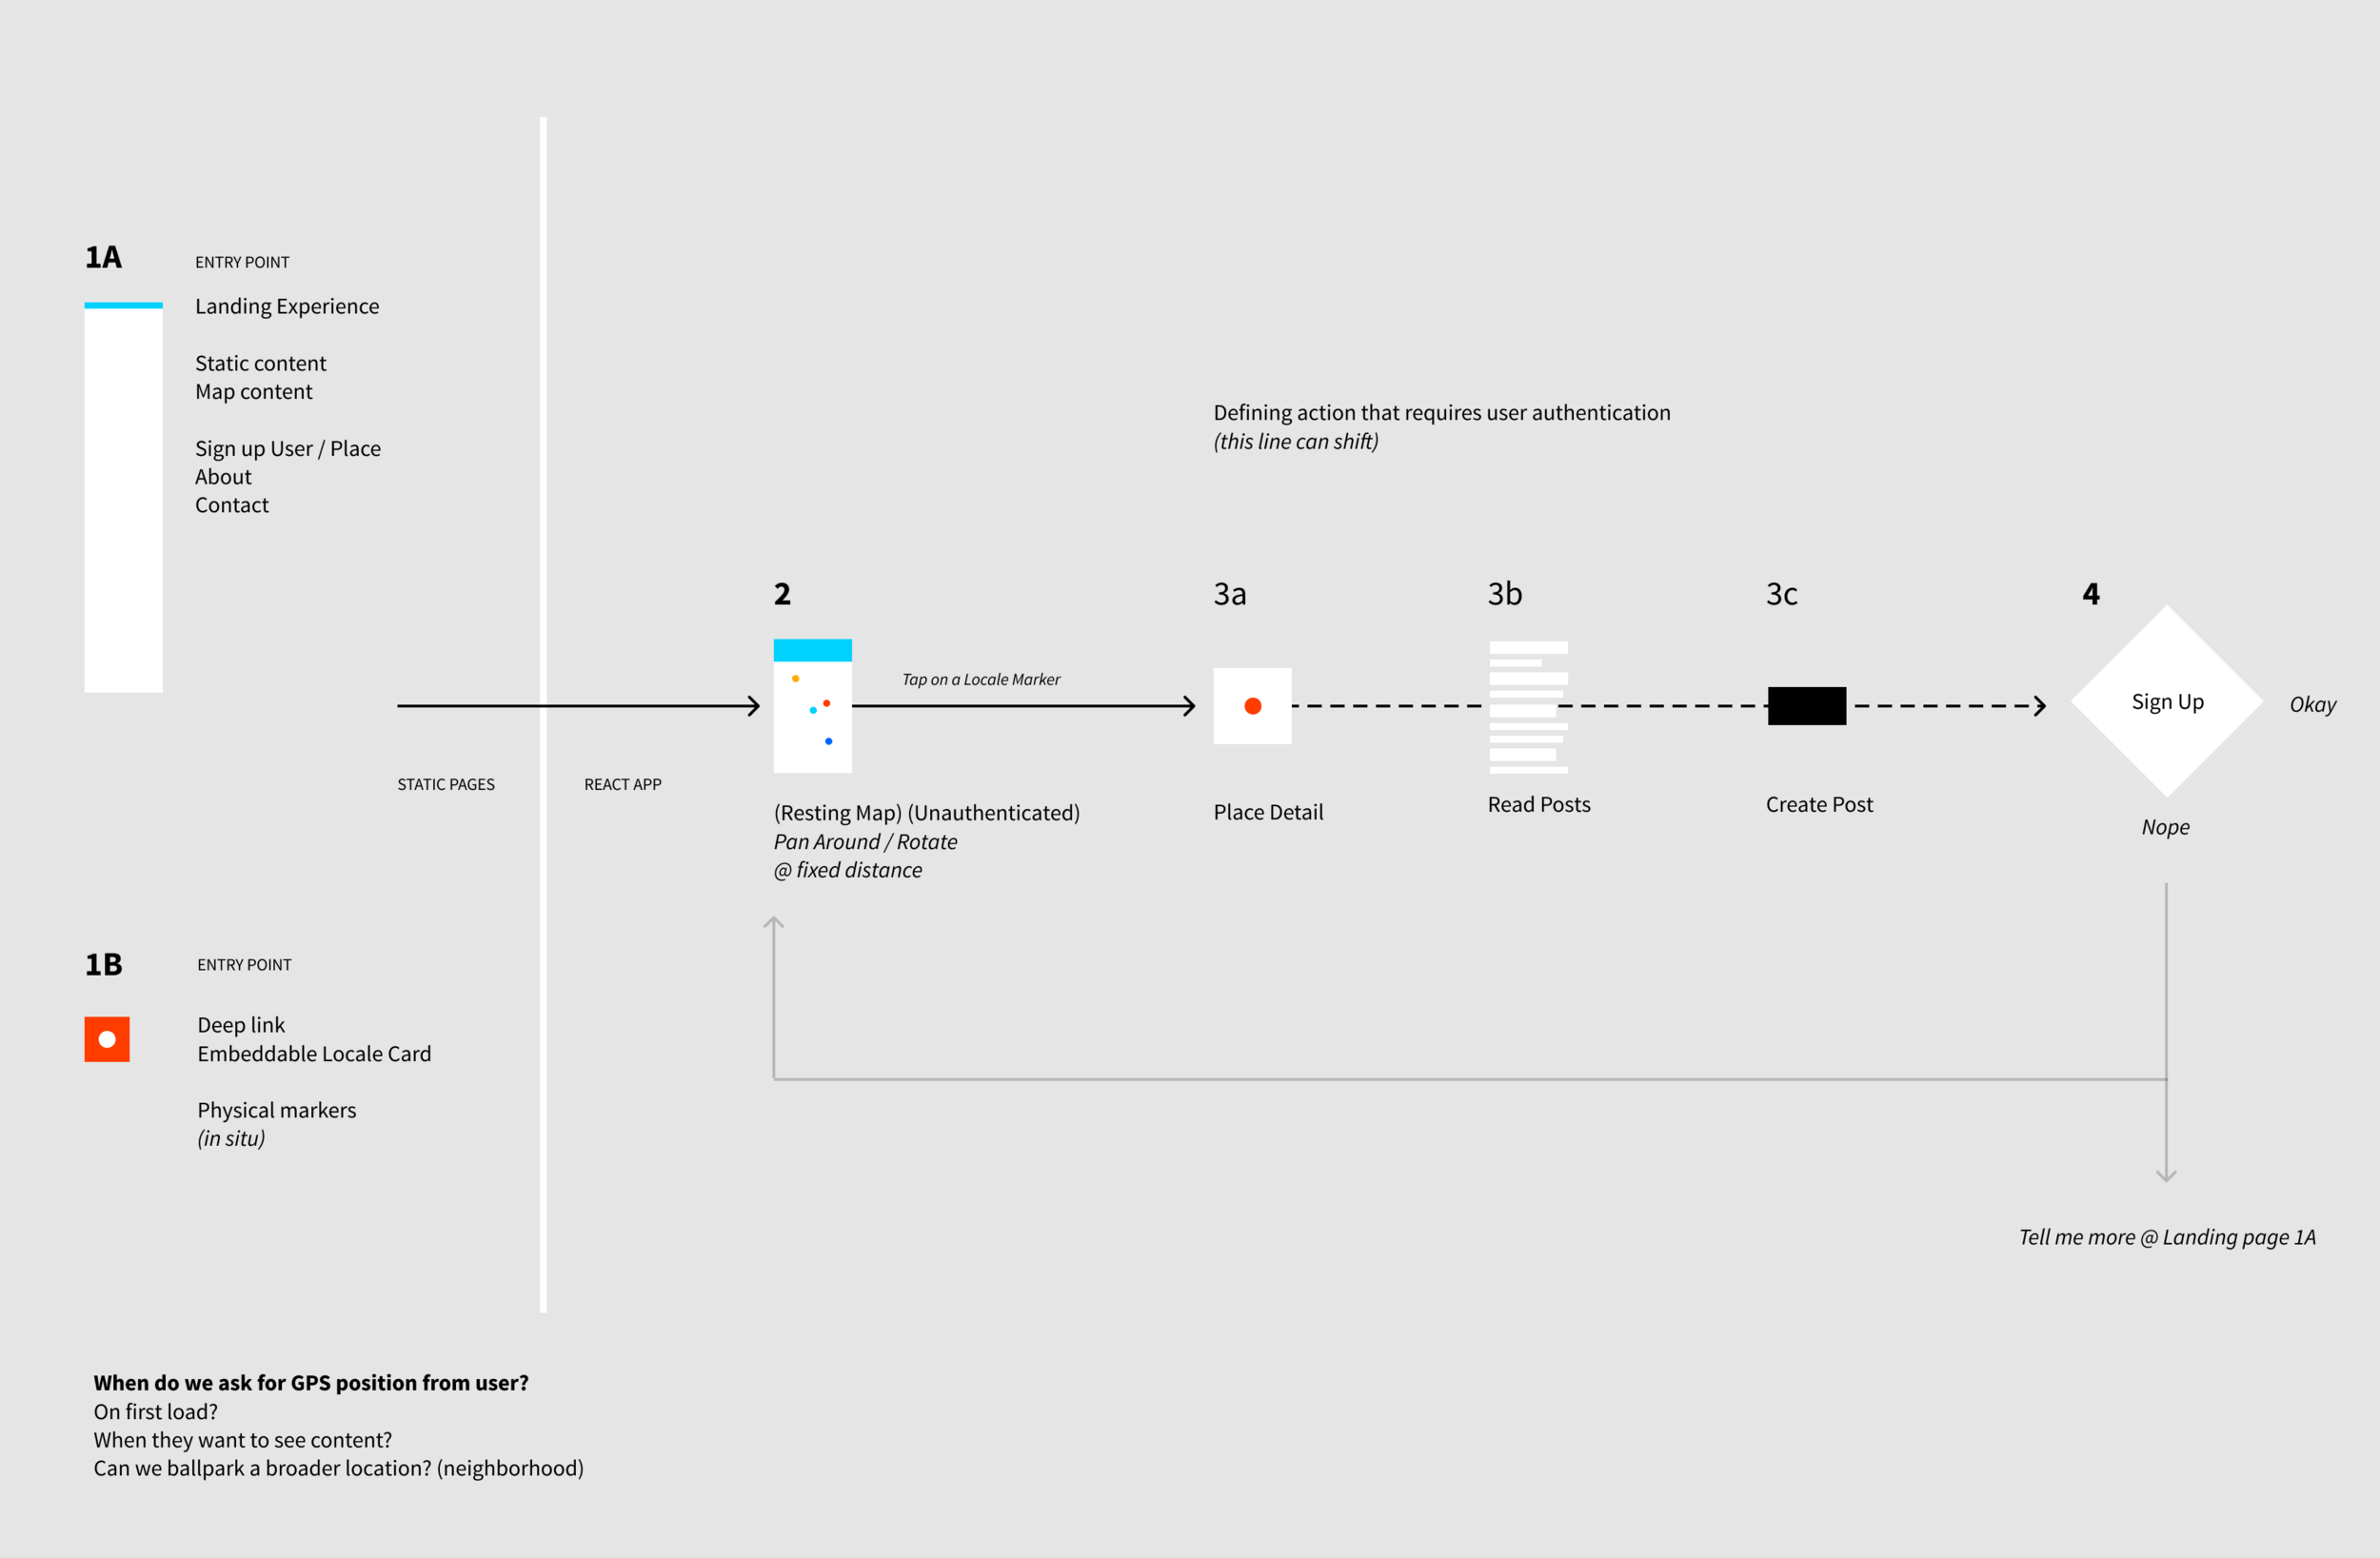 1A
ENTRY POINT
Landing Experience
Static content
Map content
Sign up User / Place
About
Contact
Defining action that requires user authentication
(this line can shift)
2
3a
3b
3c
4
Tap on a Locale Marker
Sign Up
Okay
STATIC PAGES
REACT APP
(Resting Map) (Unauthenticated)
Pan Around / Rotate
@ fixed distance
Place Detail
Read Posts
Create Post
Nope
1B
ENTRY POINT
Deep link
Embeddable Locale Card
Physical markers
(in situ)
Tell me more @ Landing page 1A
When do we ask for GPS position from user?
On first load?
When they want to see content?
Can we ballpark a broader location? (neighborhood)